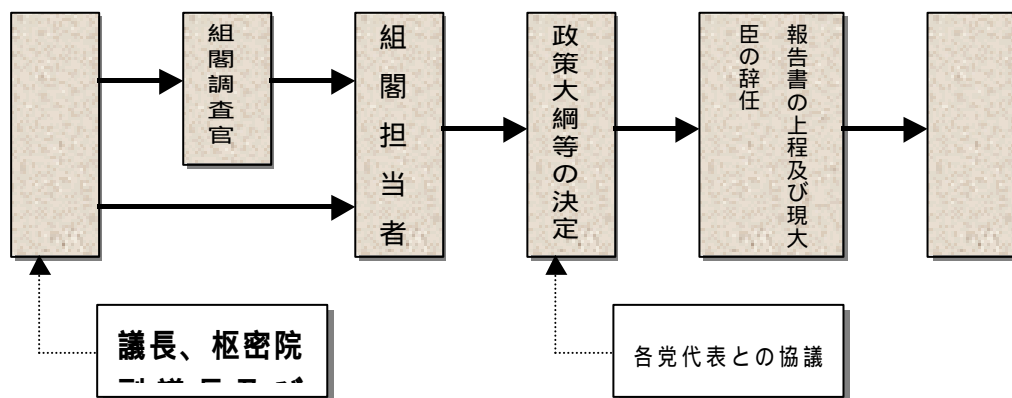 組閣調査官
組閣担当者
政策大綱等の決定
報告書の上程及び現大
臣の辞任
議長、枢密院
各党代表との協議